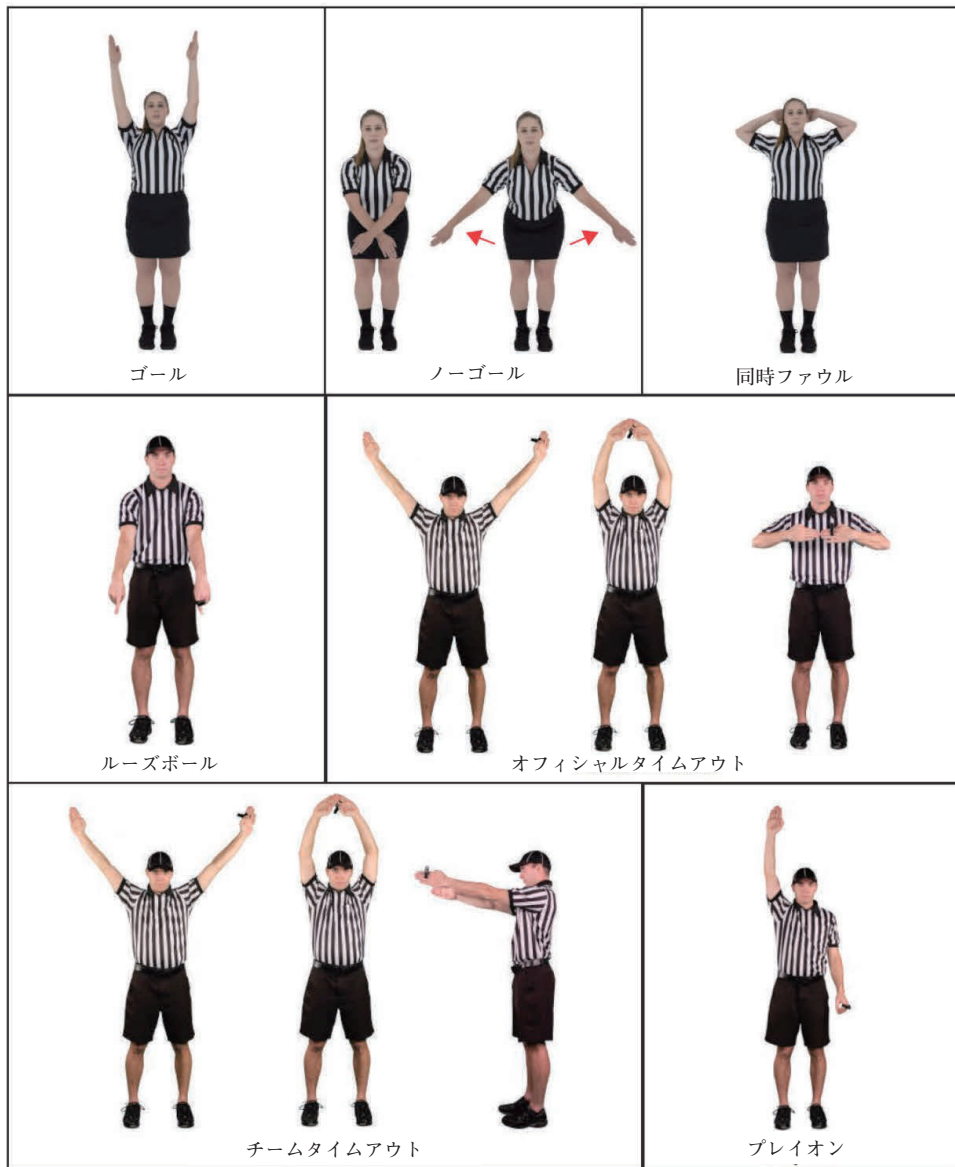 ゴール
ノーゴール
同時ファウル
ルーズボール
オフィシャルタイムアウト
チームタイムアウト
プレイオン